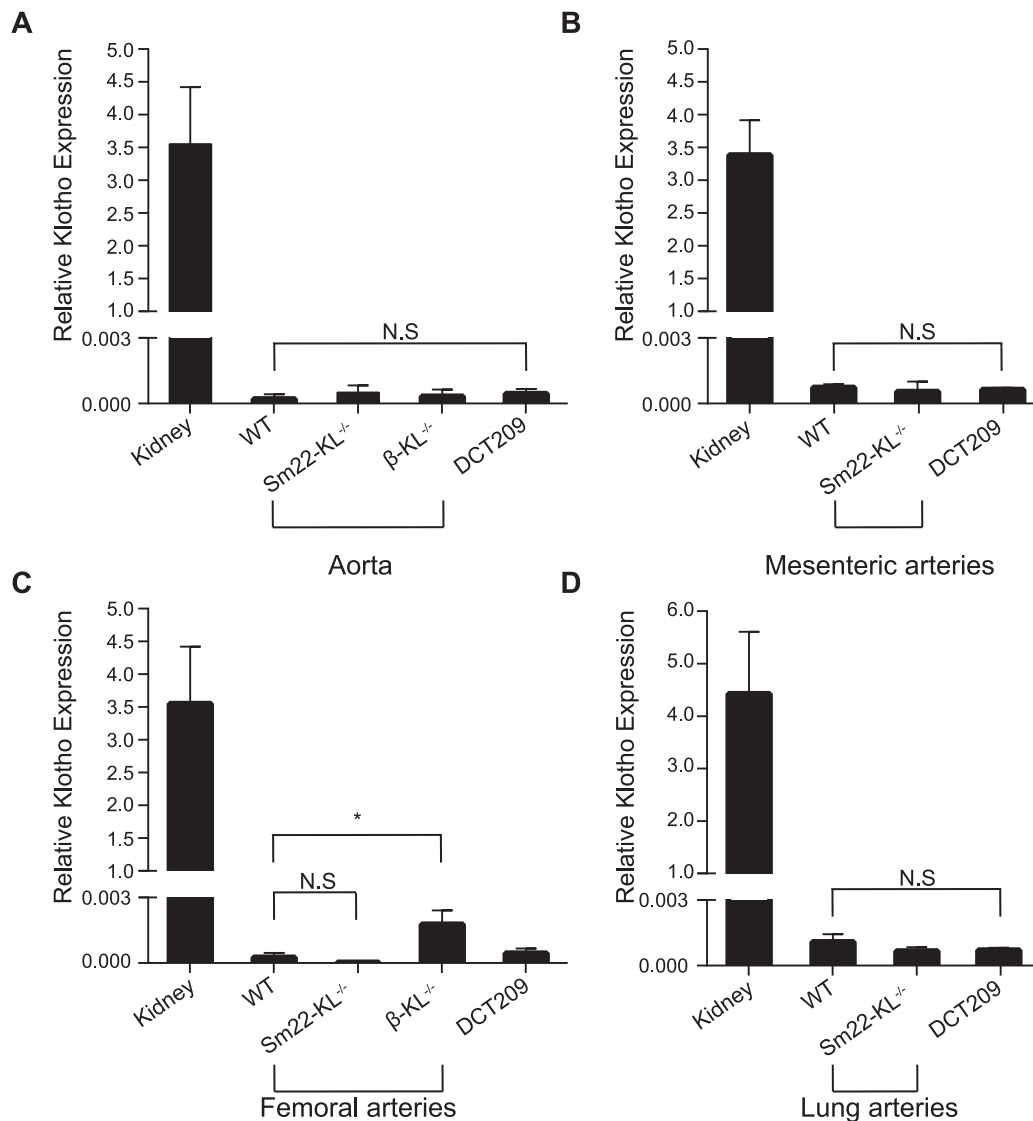 A
Relative Klotho Expression
5.0
4.5
4.0
3.5
3.0
2.5
2.0
1.5
1.0
0.003
0.000
N.S
Kidney
WT
Sm22-KL-/-
β-KL-/-
DCT209
Aorta
B
Relative Klotho Expression
5.0
4.5
4.0
3.5
3.0
2.5
2.0
1.5
1.0
0.003
0.000
N.S
Kidney
WT
Sm22-KL-/-
DCT209
Mesenteric arteries
C
Relative Klotho Expression
5.0
4.5
4.0
3.5
3.0
2.5
2.0
1.5
1.0
0.003
0.000
*
N.S
Kidney
WT
Sm22-KL-/-
β-KL-/-
DCT209
Femoral arteries
D
Relative Klotho Expression
6.0
5.0
4.0
3.0
2.0
1.0
0.003
0.000
N.S
Kidney
WT
Sm22-KL-/-
DCT209
Lung arteries